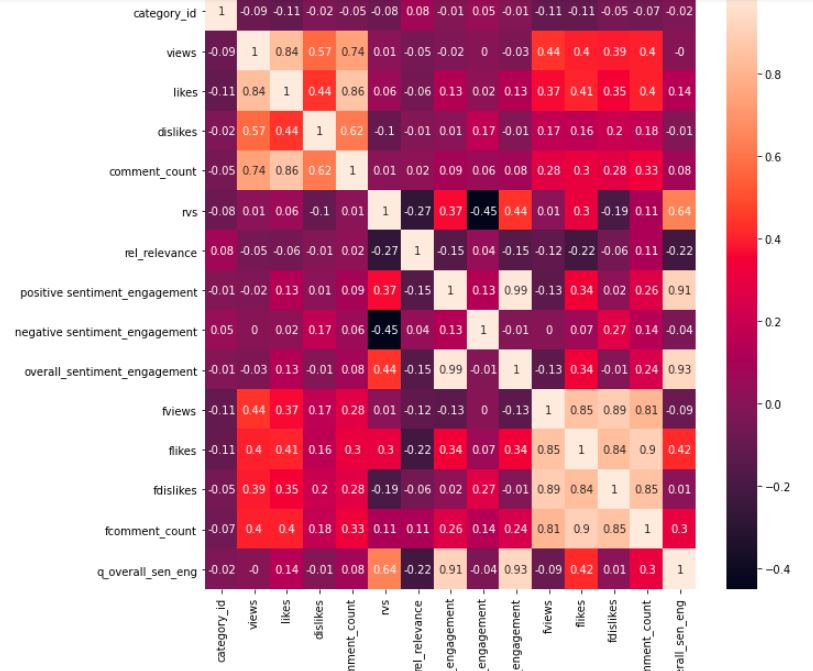 category_id 1 -0.09 -0.11 -0.02 -0.05 -0.08 0.08 -0.01 0.05 -0.01 -0.11 -0.11 -0.05 -0.07 -0.02
views -0.09 1 0.84 0.57 0.74 0.01 -0.05 -0.02 0 -0.03 0.44 0.4 0.39 0.4 -0
likes -0.11 0.84 1 0.44 0.86 0.06 -0.06 0.13 0.02 0.13 0.37 0.41 0.35 0.4 0.14
dislikes -0.02 0.57 0.44 1 0.62 -0.1 -0.01 0.01 0.17 -0.01 0.17 0.16 0.2 0.18 -0.01
comment_count -0.05 0.74 0.86 0.62 1 0.01 0.02 0.09 0.06 0.08 0.28 0.3 0.28 0.33 0.08
rvs -0.08 0.01 0.06 -0.1 0.01 1 -0.27 0.37 -0.45 0.44 0.01 0.3 -0.19 0.11 0.64
rel_relevance 0.08 -0.05 -0.06 -0.01 0.02 -0.27 1 -0.15 0.04 -0.15 -0.12 -0.22 -0.06 0.11 -0.22
positive sentiment_engagement -0.01 -0.02 0.13 0.01 0.09 0.37 -0.15 1 0.13 0.99 -0.13 0.34 0.02 0.26 0.91
negative sentiment_engagement 0.05 0 0.02 0.17 0.06 -0.45 0.04 0.13 1 -0.01 0 0.07 0.27 0.14 -0.04
overall_sentiment_engagement -0.01 -0.03 0.13 -0.01 0.08 0.44 -0.15 0.99 -0.01 1 -0.13 0.34 -0.01 0.24 0.93
fviews -0.11 0.44 0.37 0.17 0.28 0.01 -0.12 -0.13 0 -0.13 1 0.85 0.89 0.81 -0.09
flikes -0.11 0.4 0.41 0.16 0.3 0.3 -0.22 0.34 0.07 0.34 0.85 1 0.84 0.9 0.42
fdislikes -0.05 0.39 0.35 0.2 0.28 -0.19 -0.06 0.02 0.27 -0.01 0.89 0.84 1 0.85 0.01
fcomment_count -0.07 0.4 0.4 0.18 0.33 0.11 0.11 0.26 0.14 0.24 0.81 0.9 0.85 1 0.3
q_overall_sen_eng -0.02 -0 0.14 -0.01 0.08 0.64 -0.22 0.91 -0.04 0.93 -0.09 0.42 0.01 0.3 1
category_id
views
likes
dislikes
mment_count
rvs
rel_relevance
_engagement
_engagement
_engagement
fviews
flikes
fdislikes
mment_count
erall_sen_eng
0.8
0.6
0.4
0.2
0.0
−0.2
−0.4